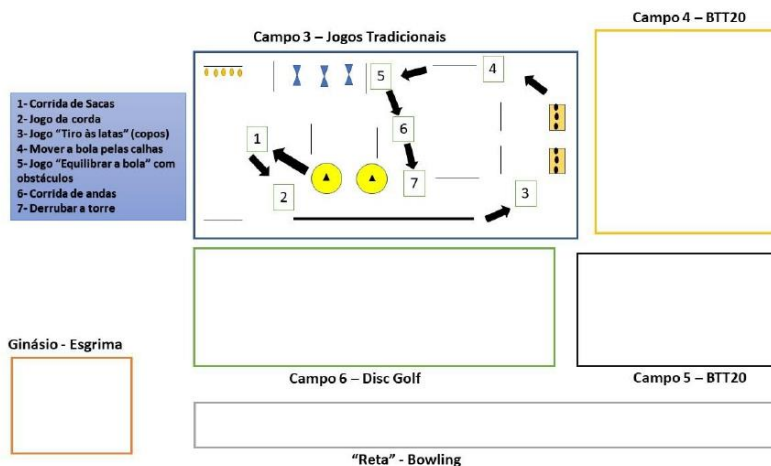 Campo 4 – BTT20
Campo 3 – Jogos Tradicionais
1- Corrida de Sacas
2- Jogo da corda
3- Jogo "Tiro às latas" (copos)
4- Mover a bola pelas calhas
5- Jogo "Equilibrar a bola" com
obstáculos
6- Corrida de andas
7- Derrubar a torre
5
4
6
1
7
2
3
Ginásio - Esgrima
Campo 6 – Disc Golf
Campo 5 – BTT20
"Reta" - Bowling